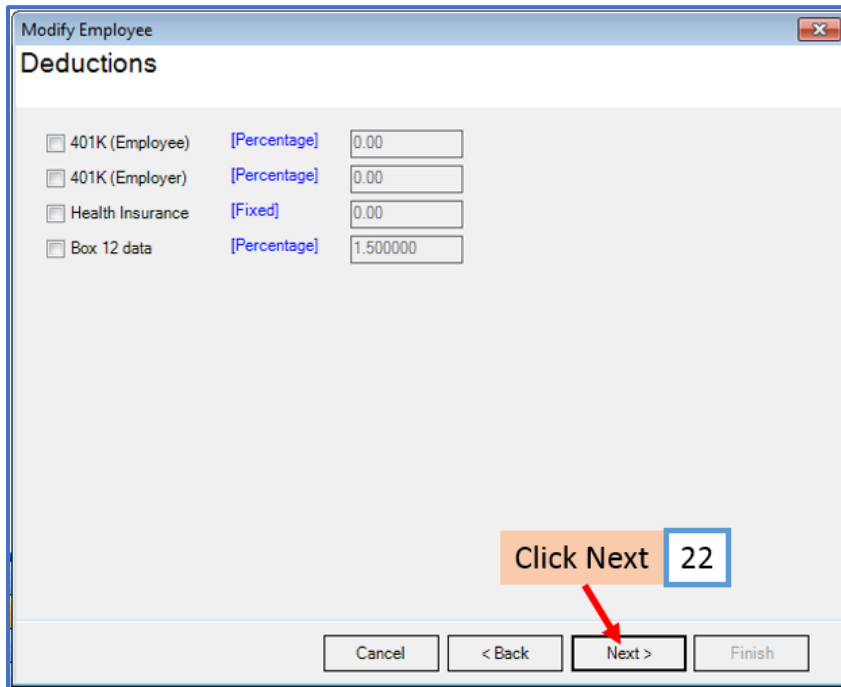 Modify Employee
Deductions
401K (Employee) [Percentage] 0.00
401K (Employer) [Percentage] 0.00
Health Insurance [Fixed] 0.00
Box 12 data [Percentage] 1.500000
Click Next 22
Cancel < Back Next > Finish